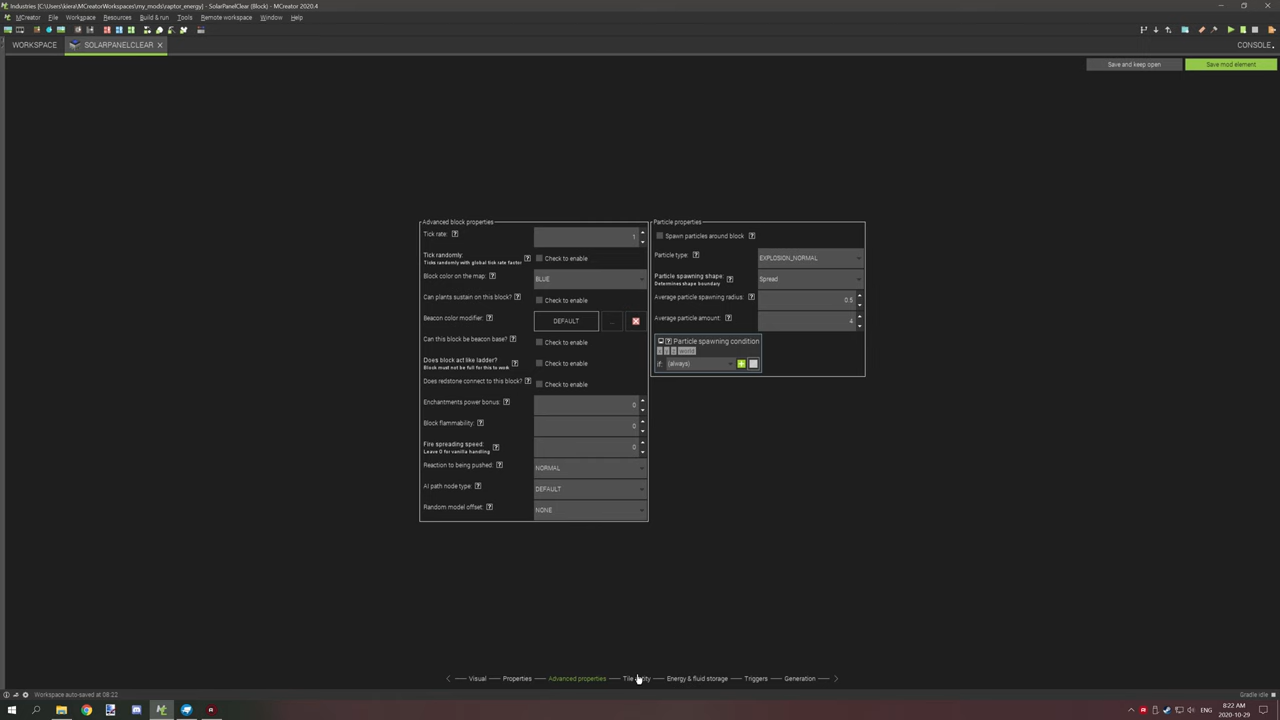 Industries [C:\Users\kiera\MCreatorWorkspaces\my_mods\raptor_energy] - SolarPanelClear (Block) - MCreator 2020.4
MCreator File Workspace Resources Build & run Tools Remote workspace Window Help
WORKSPACE SOLARPANELCLEAR CONSOLE
Save and keep open Save mod element
Advanced block properties Particle properties
Tick rate: 1 Spawn particles around block
Tick randomly: Check to enable Particle type: EXPLOSION_NORMAL
Ticks randomly with global tick rate factor
Block color on the map: BLUE Particle spawning shape: Spread
Determines shape boundary
Can plants sustain on this block? Check to enable Average particle spawning radius: 0.5
Beacon color modifier: DEFAULT ... Average particle amount: 4
Can this block be beacon base? Check to enable Particle spawning condition
x y z world
Does block act like ladder? Check to enable if: (always)
Block must not be full for this to work
Does redstone connect to this block? Check to enable
Enchantments power bonus: 0
Block flammability: 0
Fire spreading speed: 0
Leave 0 for vanilla handling
Reaction to being pushed: NORMAL
AI path node type: DEFAULT
Random model offset: NONE
Visual Properties Advanced properties Tile entity Energy & fluid storage Triggers Generation
Workspace auto-saved at 08:22 Gradle idle
ENG 8:22 AM
2020-10-29